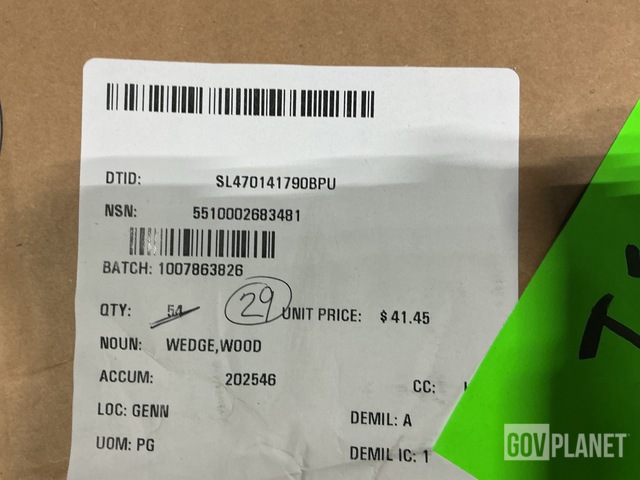 DTID: SL470141790BPU
NSN: 5510002683481
BATCH: 1007863826
QTY: 54 29 UNIT PRICE: $41.45
NOUN: WEDGE,WOOD
ACCUM: 202546 CC:
LOC: GENN DEMIL: A
UOM: PG DEMIL IC: 1
GOVPLANET